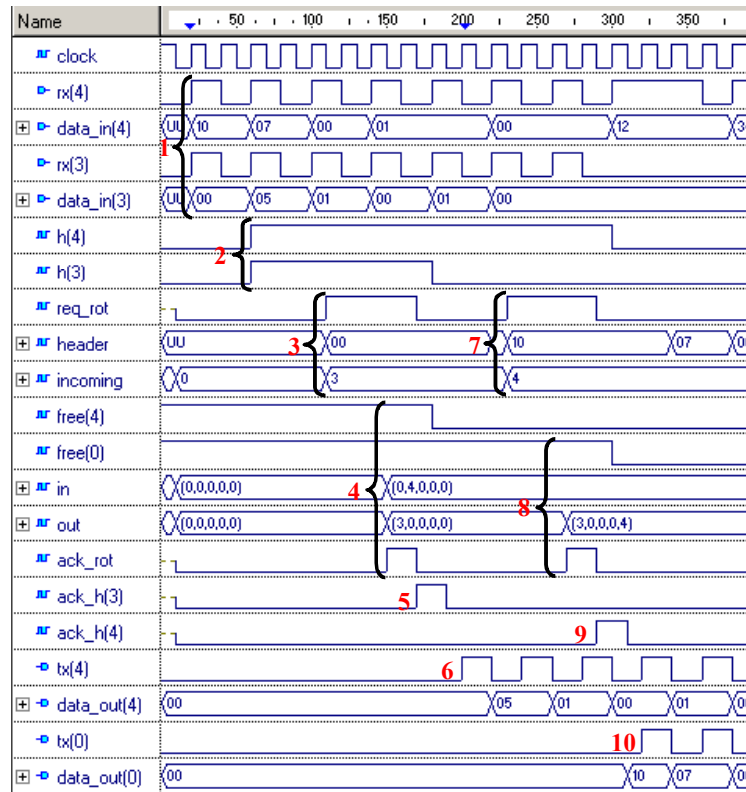 Name 50 100 150 200 250 300 350
clock
rx(4)
data_in(4) UU 10 07 00 01 00 12 3
1
rx(3)
data_in(3) UU 00 05 01 00 01 00
h(4)
2
h(3)
req_rot
header UU 3 00 7 10 07 0
incoming 0 3 4
free(4)
free(0)
in (0,0,0,0,0) 4 (0,4,0,0,0)
8
out (0,0,0,0,0) (3,0,0,0,0) (3,0,0,0,4)
ack_rot
ack_h(3) 5
ack_h(4) 9
tx(4) 6
data_out(4) 00 05 01 00 01 0
tx(0) 10
data_out(0) 00 10 07 0